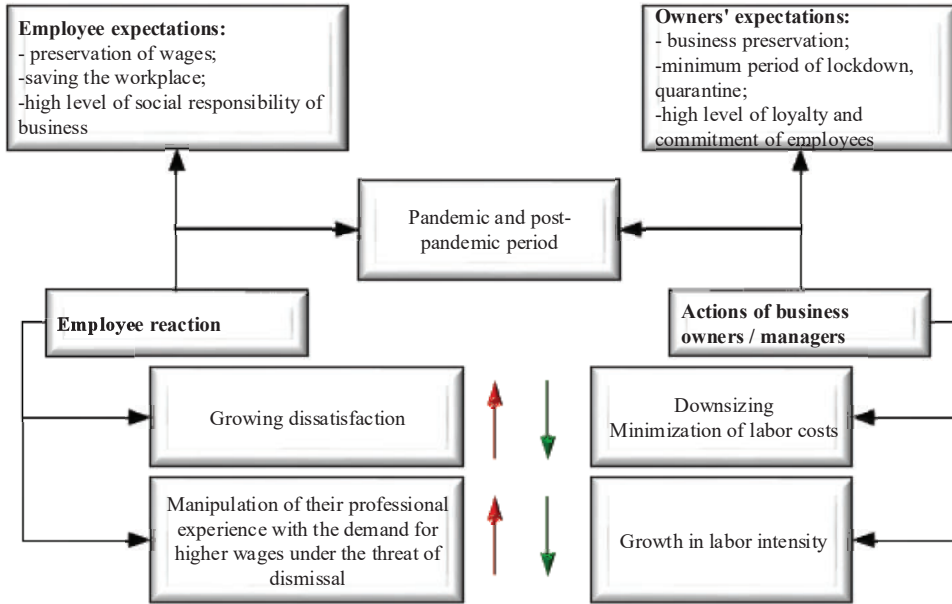 Employee expectations:
- preservation of wages;
-saving the workplace;
-high level of social responsibility of
business
Owners' expectations:
- business preservation;
-minimum period of lockdown,
quarantine;
-high level of loyalty and
commitment of employees
Pandemic and post-
pandemic period
Employee reaction
Actions of business
owners / managers
Growing dissatisfaction
Downsizing
Minimization of labor costs
Manipulation of their professional
experience with the demand for
higher wages under the threat of
dismissal
Growth in labor intensity